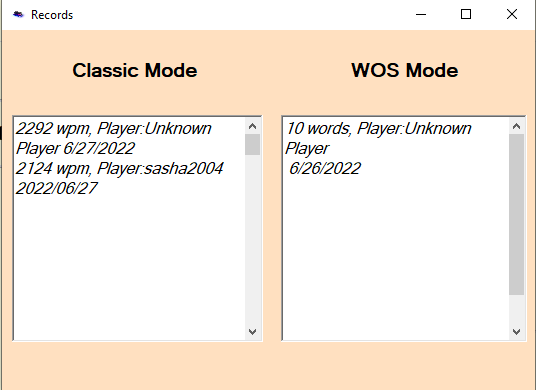 Records
Classic Mode
WOS Mode
2292 wpm, Player:Unknown
Player 6/27/2022
2124 wpm, Player:sasha2004
2022/06/27
10 words, Player:Unknown
Player
6/26/2022